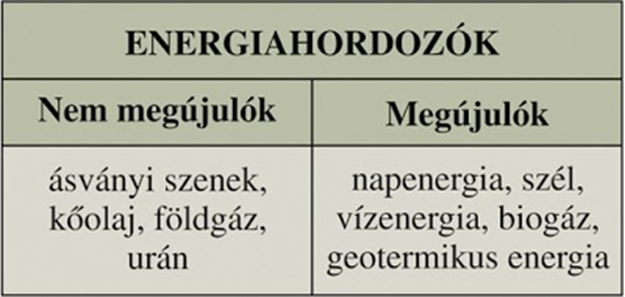 ENERGIAHORDOZÓK
Nem megújulók
Megújulók
ásványi szenek,
kőolaj, földgáz,
urán
napenergia, szél,
vízenergia, biogáz,
geotermikus energia